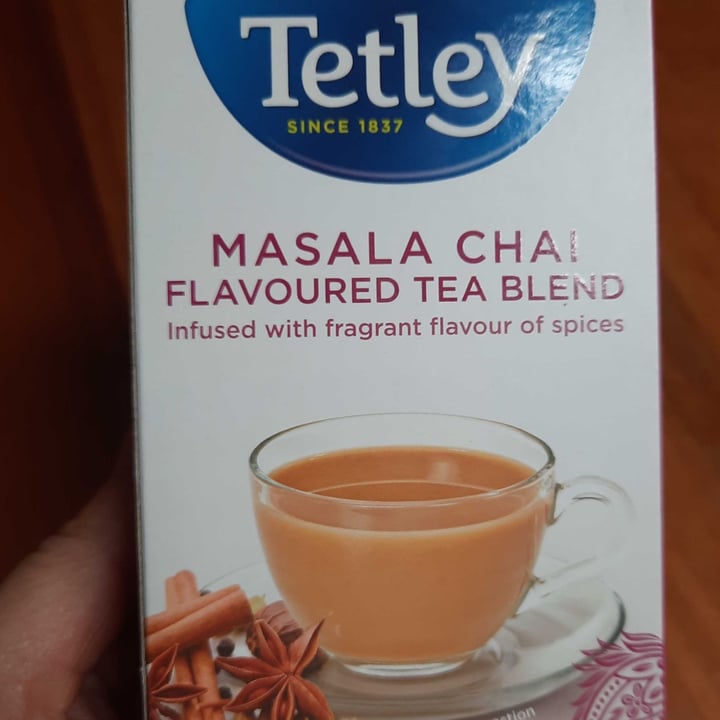 Tetley
SINCE 1837
MASALA CHAI
FLAVOURED TEA BLEND
Infused with fragrant flavour of spices